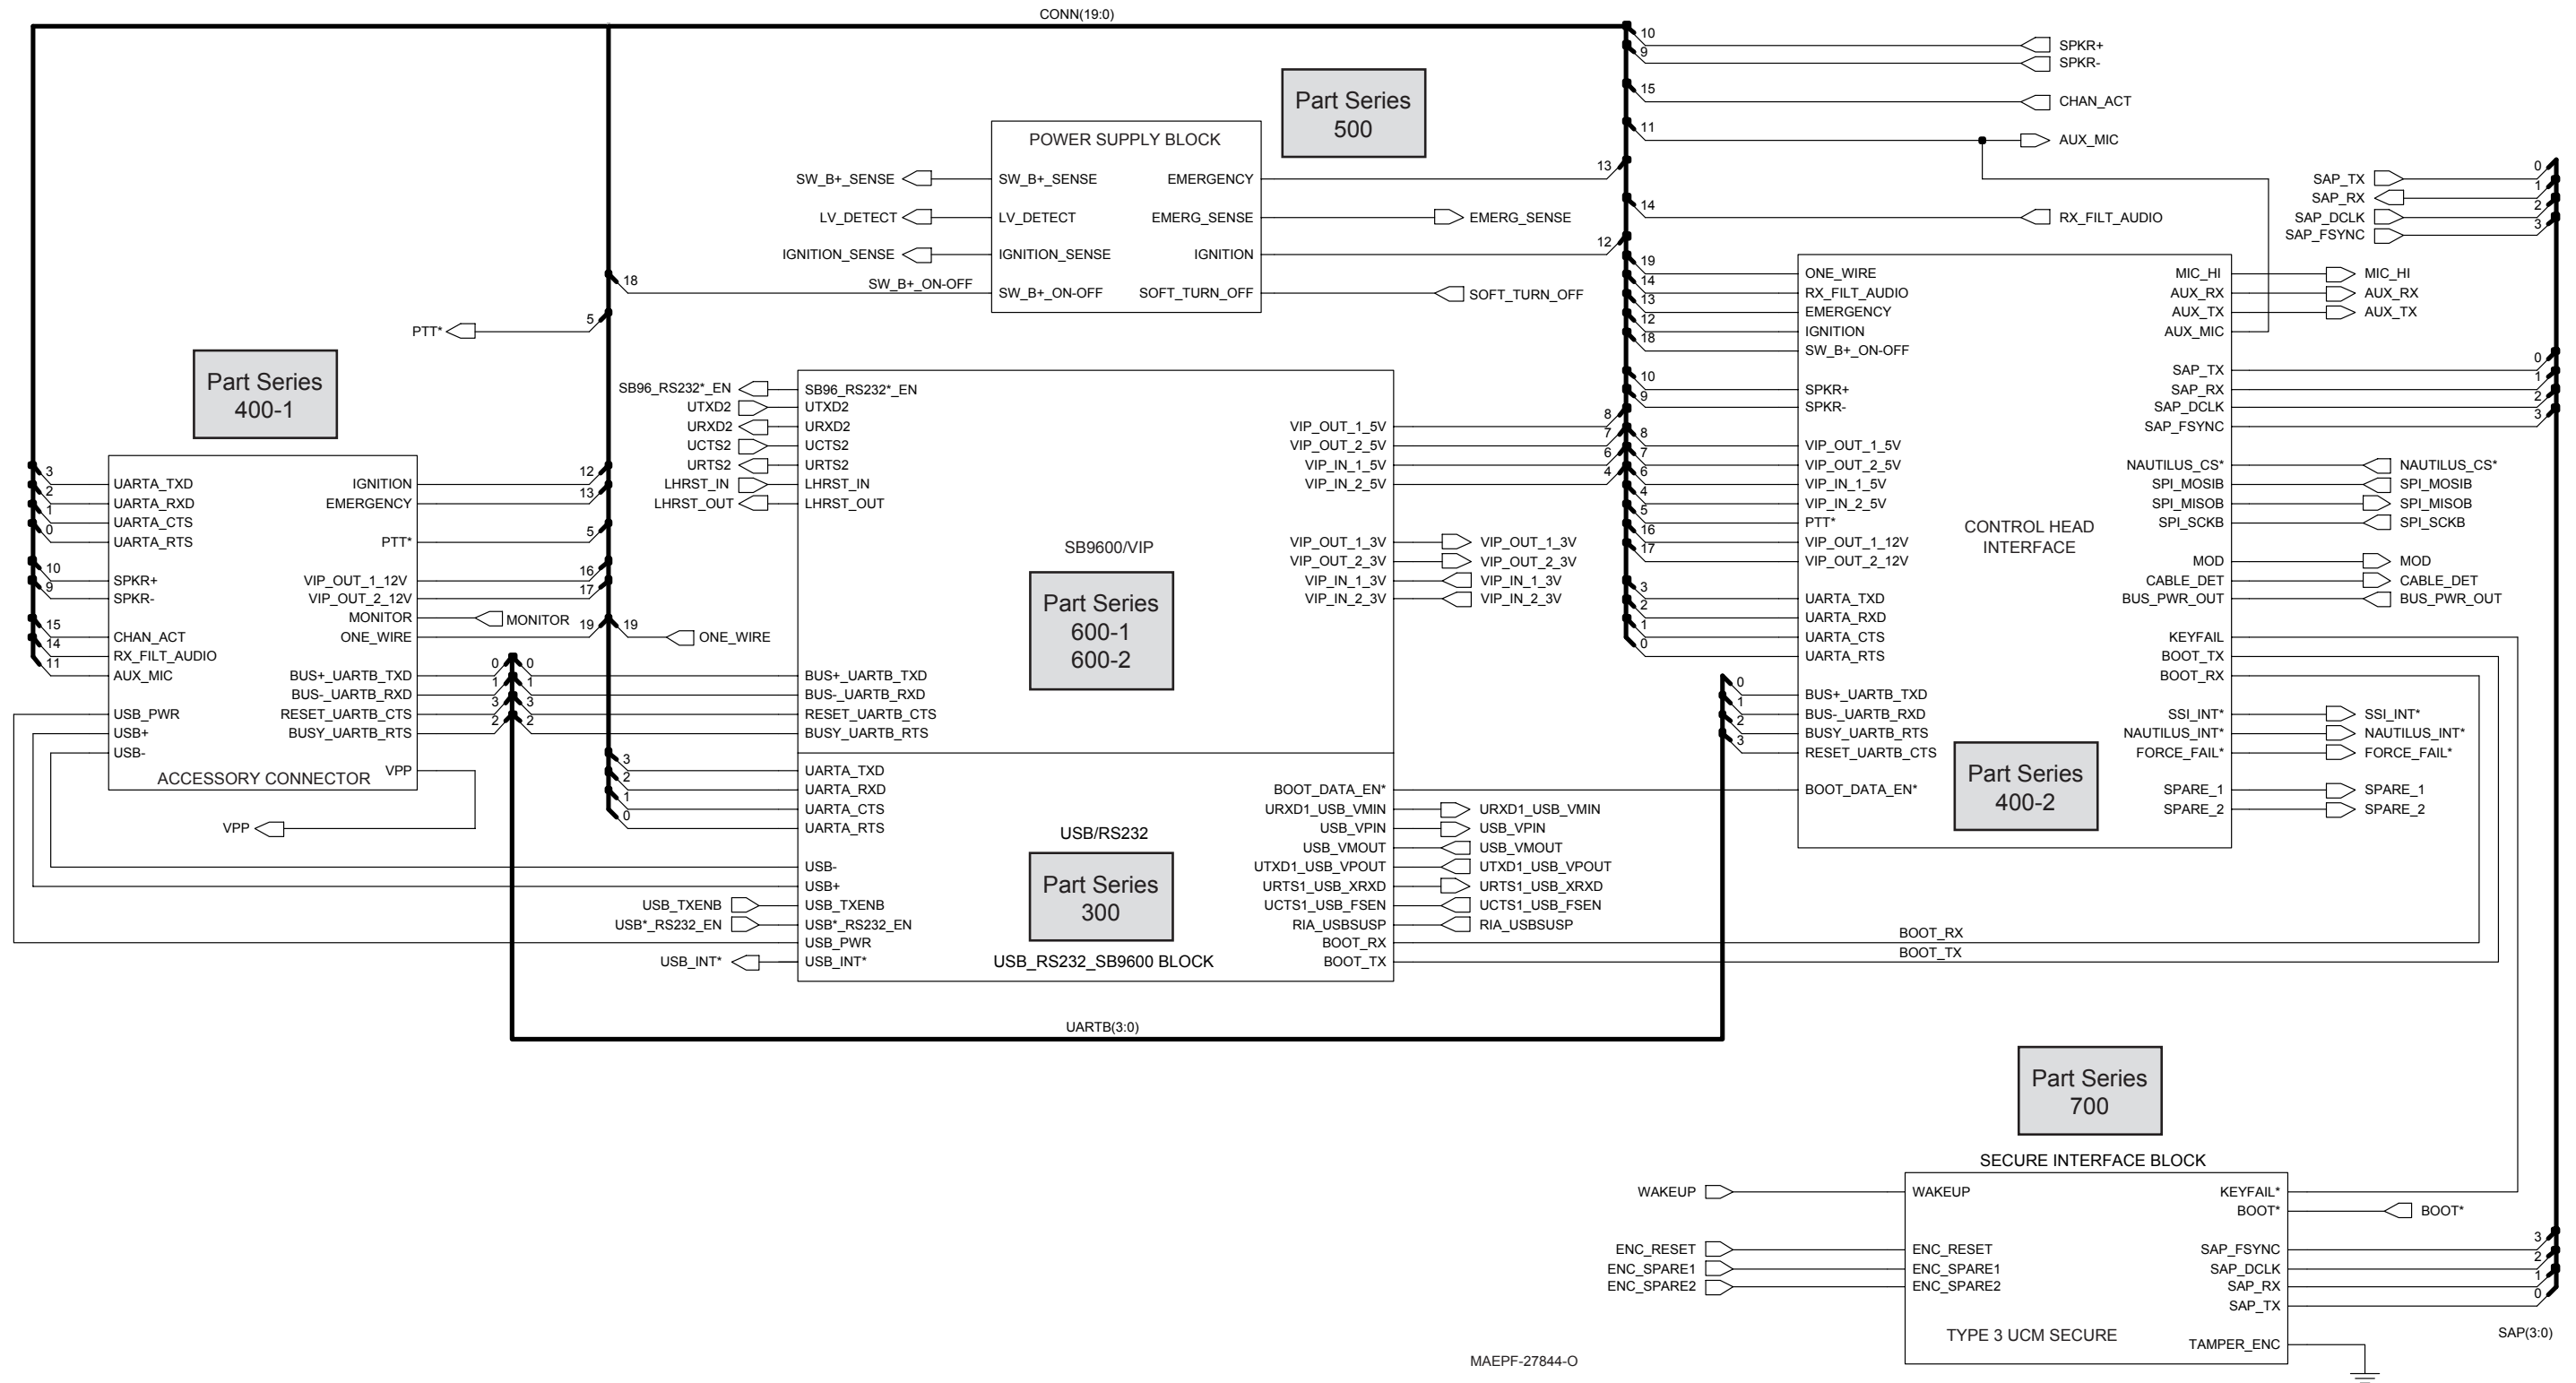 CONN(19:0)
10
SPKR+
9
SPKR-
15
CHAN_ACT
11
AUX_MIC
14
RX_FILT_AUDIO
Part Series
500
POWER SUPPLY BLOCK
SW_B+_SENSE
SW_B+_SENSE
EMERGENCY
13
LV_DETECT
LV_DETECT
EMERG_SENSE
EMERG_SENSE
IGNITION_SENSE
IGNITION_SENSE
IGNITION
12
18
SW_B+_ON-OFF
SW_B+_ON-OFF
SOFT_TURN_OFF
SOFT_TURN_OFF
PTT*
5
SAP_TX
0
SAP_RX
1
SAP_DCLK
2
SAP_FSYNC
3
Part Series
400-1
3
UARTA_TXD
2
UARTA_RXD
1
UARTA_CTS
0
UARTA_RTS
10
SPKR+
9
SPKR-
15
CHAN_ACT
14
RX_FILT_AUDIO
11
AUX_MIC
USB_PWR
USB+
USB-
IGNITION
12
EMERGENCY
13
PTT*
5
VIP_OUT_1_12V
16
VIP_OUT_2_12V
17
MONITOR
MONITOR
ONE_WIRE
19
19
ONE_WIRE
BUS+_UARTB_TXD
0
0
BUS-_UARTB_RXD
1
1
RESET_UARTB_CTS
3
3
BUSY_UARTB_RTS
2
2
VPP
ACCESSORY CONNECTOR
VPP
SB96_RS232*_EN
SB96_RS232*_EN
UTXD2
UTXD2
URXD2
URXD2
UCTS2
UCTS2
URTS2
URTS2
LHRST_IN
LHRST_IN
LHRST_OUT
LHRST_OUT
VIP_OUT_1_5V
8
VIP_OUT_2_5V
7
VIP_IN_1_5V
6
VIP_IN_2_5V
4
VIP_OUT_1_3V
VIP_OUT_1_3V
VIP_OUT_2_3V
VIP_OUT_2_3V
VIP_IN_1_3V
VIP_IN_1_3V
VIP_IN_2_3V
VIP_IN_2_3V
SB9600/VIP
Part Series
600-1
600-2
BUS+_UARTB_TXD
BUS-_UARTB_RXD
RESET_UARTB_CTS
BUSY_UARTB_RTS
3
UARTA_TXD
2
UARTA_RXD
1
UARTA_CTS
0
UARTA_RTS
USB-
USB+
USB_TXENB
USB_TXENB
USB*_RS232_EN
USB*_RS232_EN
USB_PWR
USB_INT*
USB_INT*
USB/RS232
Part Series
300
USB_RS232_SB9600 BLOCK
BOOT_DATA_EN*
URXD1_USB_VMIN
URXD1_USB_VMIN
USB_VPIN
USB_VPIN
USB_VMOUT
USB_VMOUT
UTXD1_USB_VPOUT
UTXD1_USB_VPOUT
URTS1_USB_XRXD
URTS1_USB_XRXD
UCTS1_USB_FSEN
UCTS1_USB_FSEN
RIA_USBSUSP
RIA_USBSUSP
BOOT_RX
BOOT_RX
BOOT_TX
BOOT_TX
19
ONE_WIRE
14
RX_FILT_AUDIO
13
EMERGENCY
12
IGNITION
18
SW_B+_ON-OFF
10
SPKR+
9
SPKR-
8
VIP_OUT_1_5V
7
VIP_OUT_2_5V
6
VIP_IN_1_5V
4
VIP_IN_2_5V
5
PTT*
16
VIP_OUT_1_12V
17
VIP_OUT_2_12V
3
UARTA_TXD
2
UARTA_RXD
1
UARTA_CTS
0
UARTA_RTS
0
BUS+_UARTB_TXD
1
BUS-_UARTB_RXD
2
BUSY_UARTB_RTS
3
RESET_UARTB_CTS
BOOT_DATA_EN*
CONTROL HEAD
INTERFACE
Part Series
400-2
MIC_HI
MIC_HI
AUX_RX
AUX_RX
AUX_TX
AUX_TX
AUX_MIC
SAP_TX
0
SAP_RX
1
SAP_DCLK
2
SAP_FSYNC
3
NAUTILUS_CS*
NAUTILUS_CS*
SPI_MOSIB
SPI_MOSIB
SPI_MISOB
SPI_MISOB
SPI_SCKB
SPI_SCKB
MOD
MOD
CABLE_DET
CABLE_DET
BUS_PWR_OUT
BUS_PWR_OUT
KEYFAIL
BOOT_TX
BOOT_RX
SSI_INT*
SSI_INT*
NAUTILUS_INT*
NAUTILUS_INT*
FORCE_FAIL*
FORCE_FAIL*
SPARE_1
SPARE_1
SPARE_2
SPARE_2
UARTB(3:0)
Part Series
700
SECURE INTERFACE BLOCK
WAKEUP
WAKEUP
KEYFAIL*
BOOT*
BOOT*
ENC_RESET
ENC_RESET
SAP_FSYNC
3
ENC_SPARE1
ENC_SPARE1
SAP_DCLK
2
ENC_SPARE2
ENC_SPARE2
SAP_RX
1
SAP_TX
0
TYPE 3 UCM SECURE
TAMPER_ENC
SAP(3:0)
MAEPF-27844-O